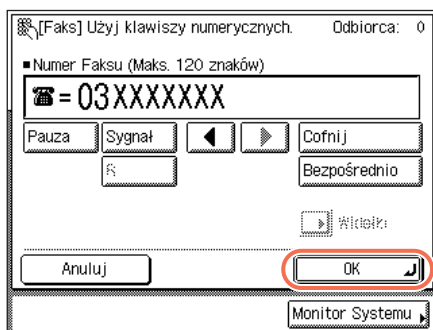 [Faks] Użyj klawiszy numerycznych. Odbiorca: 0
■Numer Faksu (Maks. 120 znaków)
☎= 03XXXXXXX
Pauza Sygnał ◀ ▶ Cofnij
R Bezpośrednio
Widełki
Anuluj OK
Monitor Systemu